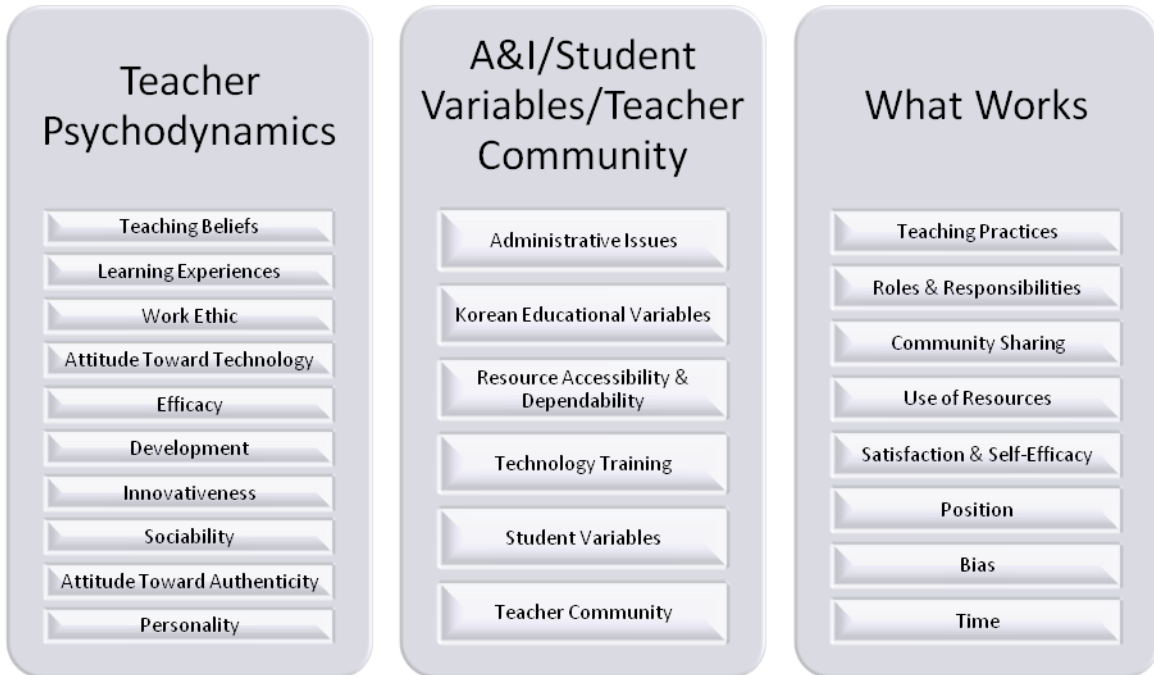 Teacher
Psychodynamics
Teaching Beliefs
Learning Experiences
Work Ethic
Attitude Toward Technology
Efficacy
Development
Innovativeness
Sociability
Attitude Toward Authenticity
Personality
A&I/Student
Variables/Teacher
Community
Administrative Issues
Korean Educational Variables
Resource Accessibility &
Dependability
Technology Training
Student Variables
Teacher Community
What Works
Teaching Practices
Roles & Responsibilities
Community Sharing
Use of Resources
Satisfaction & Self-Efficacy
Position
Bias
Time